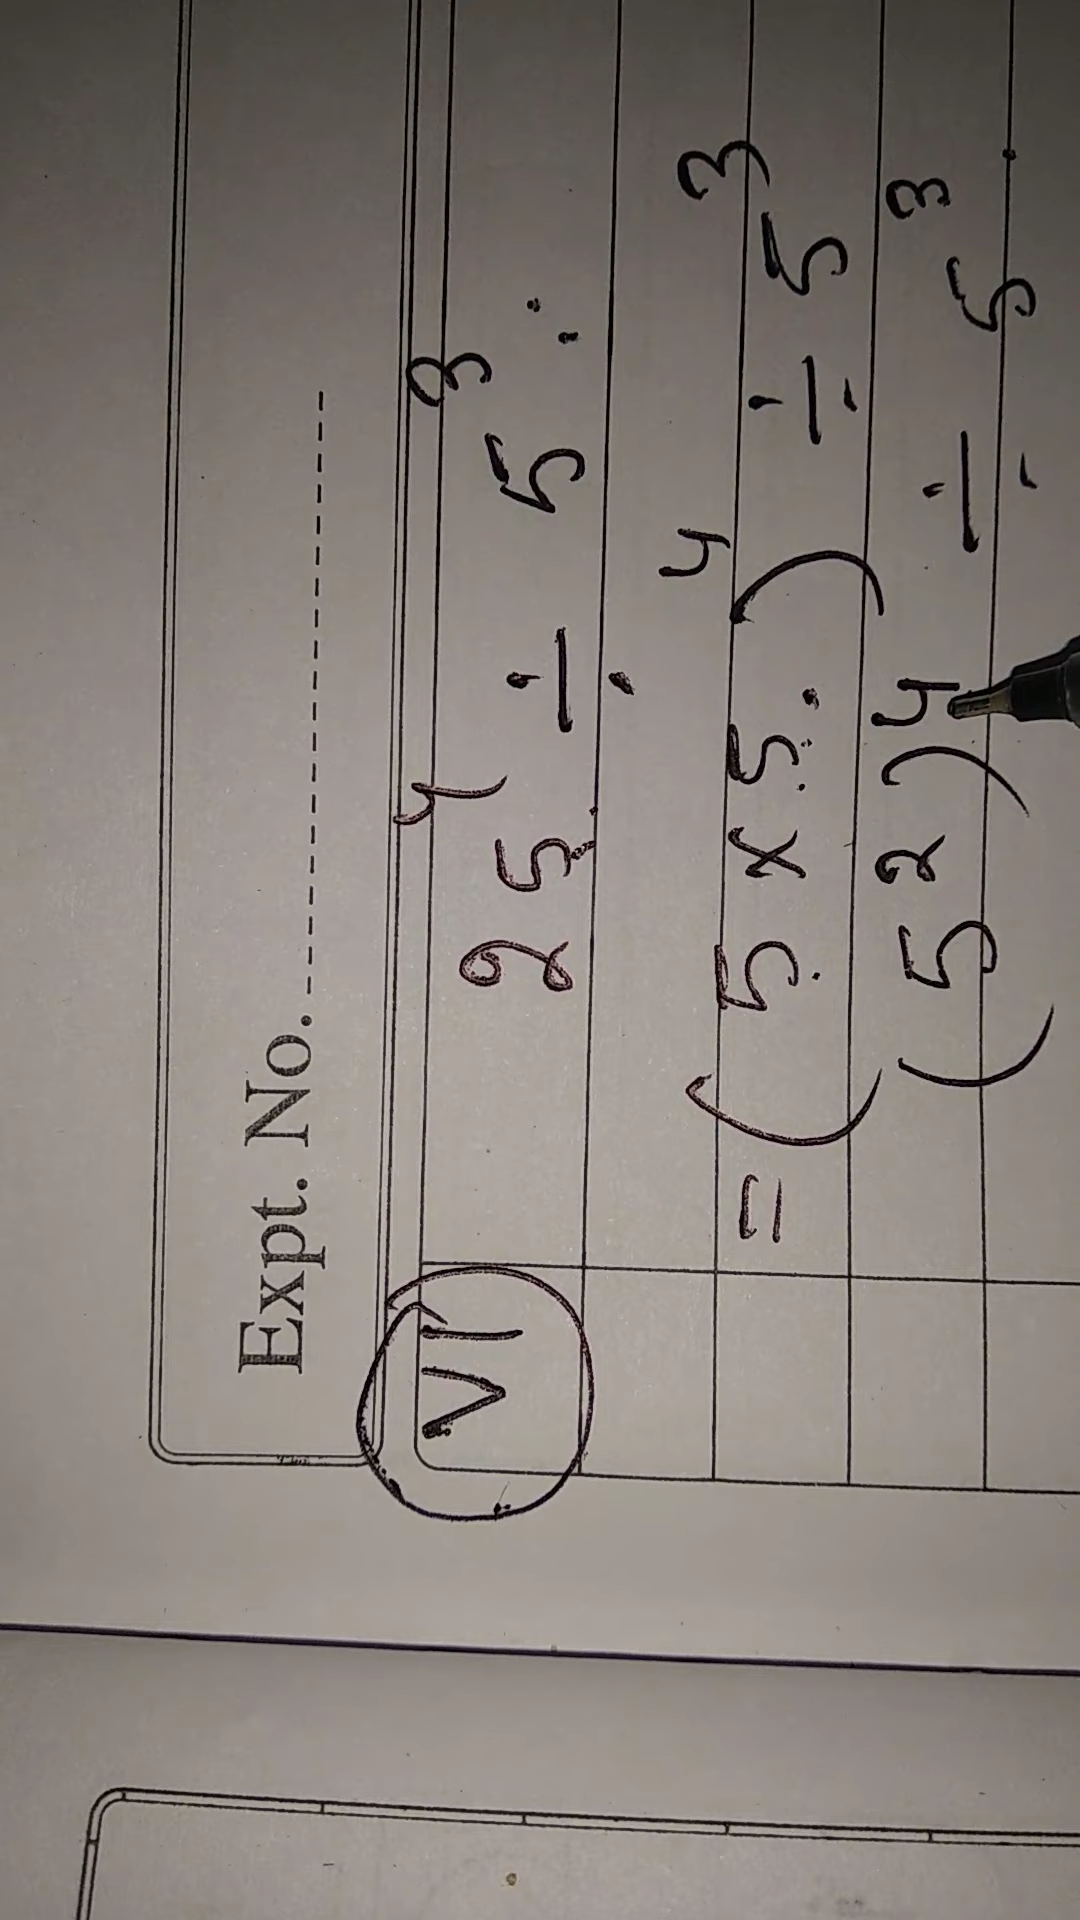 Expt. No.
VI 25⁴ ÷ 5³
= (5 x 5)⁴ ÷ 5³
(5²)⁴ ÷ 5³